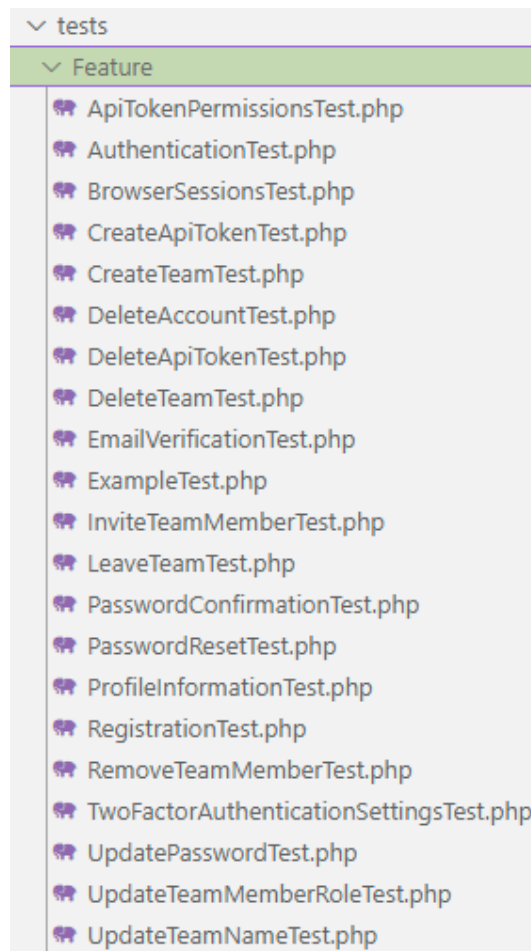 tests
Feature
ApiTokenPermissionsTest.php
AuthenticationTest.php
BrowserSessionsTest.php
CreateApiTokenTest.php
CreateTeamTest.php
DeleteAccountTest.php
DeleteApiTokenTest.php
DeleteTeamTest.php
EmailVerificationTest.php
ExampleTest.php
InviteTeamMemberTest.php
LeaveTeamTest.php
PasswordConfirmationTest.php
PasswordResetTest.php
ProfileInformationTest.php
RegistrationTest.php
RemoveTeamMemberTest.php
TwoFactorAuthenticationSettingsTest.php
UpdatePasswordTest.php
UpdateTeamMemberRoleTest.php
UpdateTeamNameTest.php